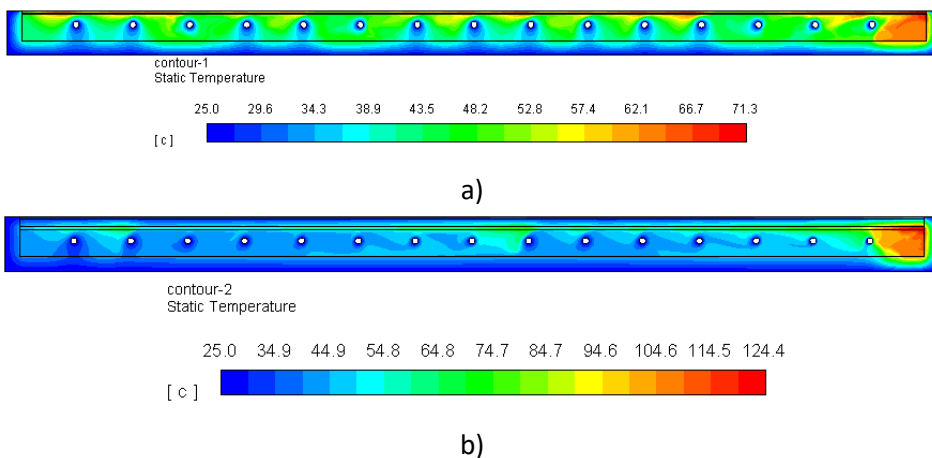 contour-1
Static Temperature
25.0 29.6 34.3 38.9 43.5 48.2 52.8 57.4 62.1 66.7 71.3
[ c ]
a)
contour-2
Static Temperature
25.0 34.9 44.9 54.8 64.8 74.7 84.7 94.6 104.6 114.5 124.4
[ c ]
b)